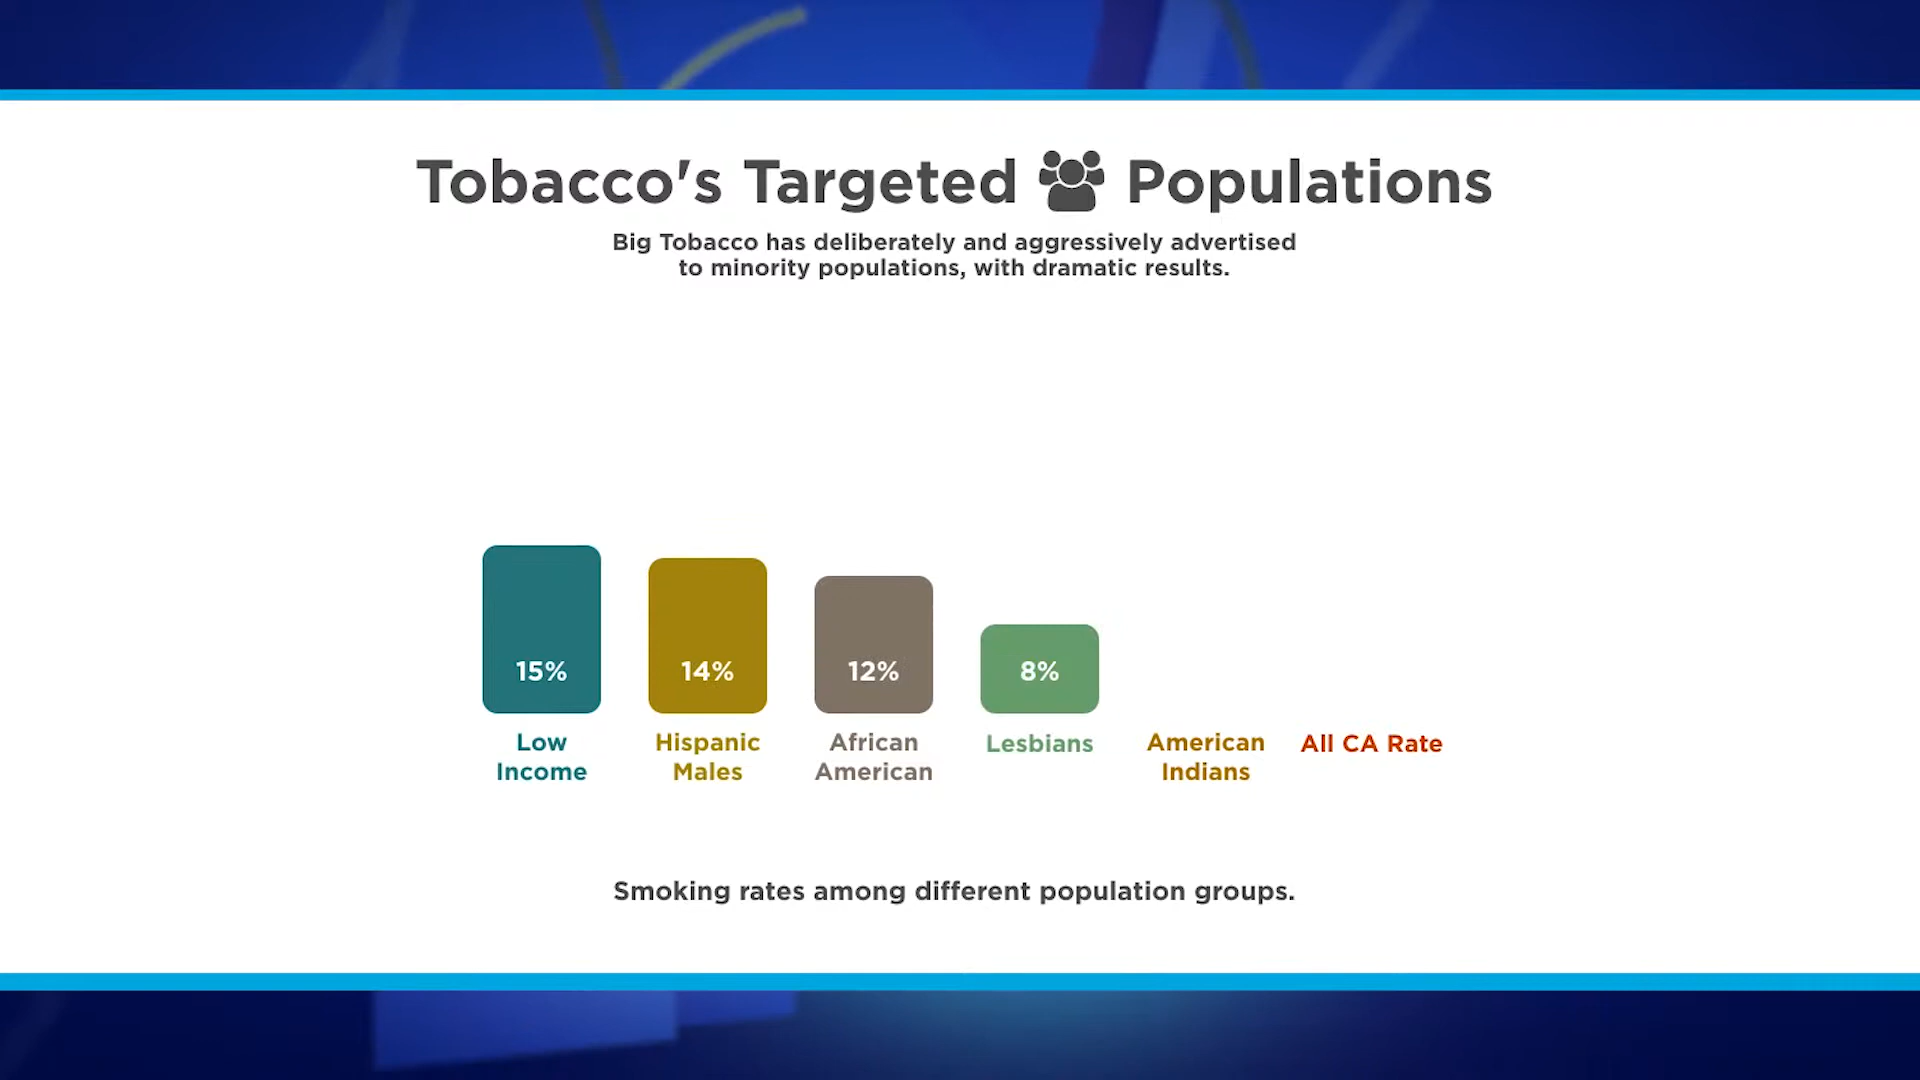 Tobacco's Targeted Populations
Big Tobacco has deliberately and aggressively advertised
to minority populations, with dramatic results.
15%
14%
12%
8%
Low
Income
Hispanic
Males
African
American
Lesbians
American
Indians
All CA Rate
Smoking rates among different population groups.